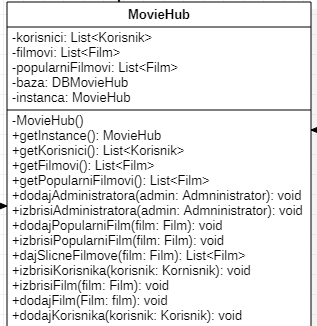 MovieHub
-korisnici: List<Korisnik>
-filmovi: List<Film>
-popularniFilmovi: List<Film>
-baza: DBMovieHub
-instanca: MovieHub
-MovieHub()
+getInstance(): MovieHub
+getKorisnici(): List<Korisnik>
+getFilmovi(): List<Film>
+getPopularniFilmovi(): List<Film>
+dodajAdministratora(admin: Admninistrator): void
+izbrisiAdministratora(admin: Admninistrator): void
+dodajPopularniFilm(film: Film): void
+izbrisiPopularniFilm(film: Film): void
+dajSlicneFilmove(film: Film): List<Film>
+izbrisiKorisnika(korisnik: Kornisnik): void
+izbrisiFilm(film: Film): void
+dodajFilm(Film: film): void
+dodajKorisnika(korisnik: Korisnik): void